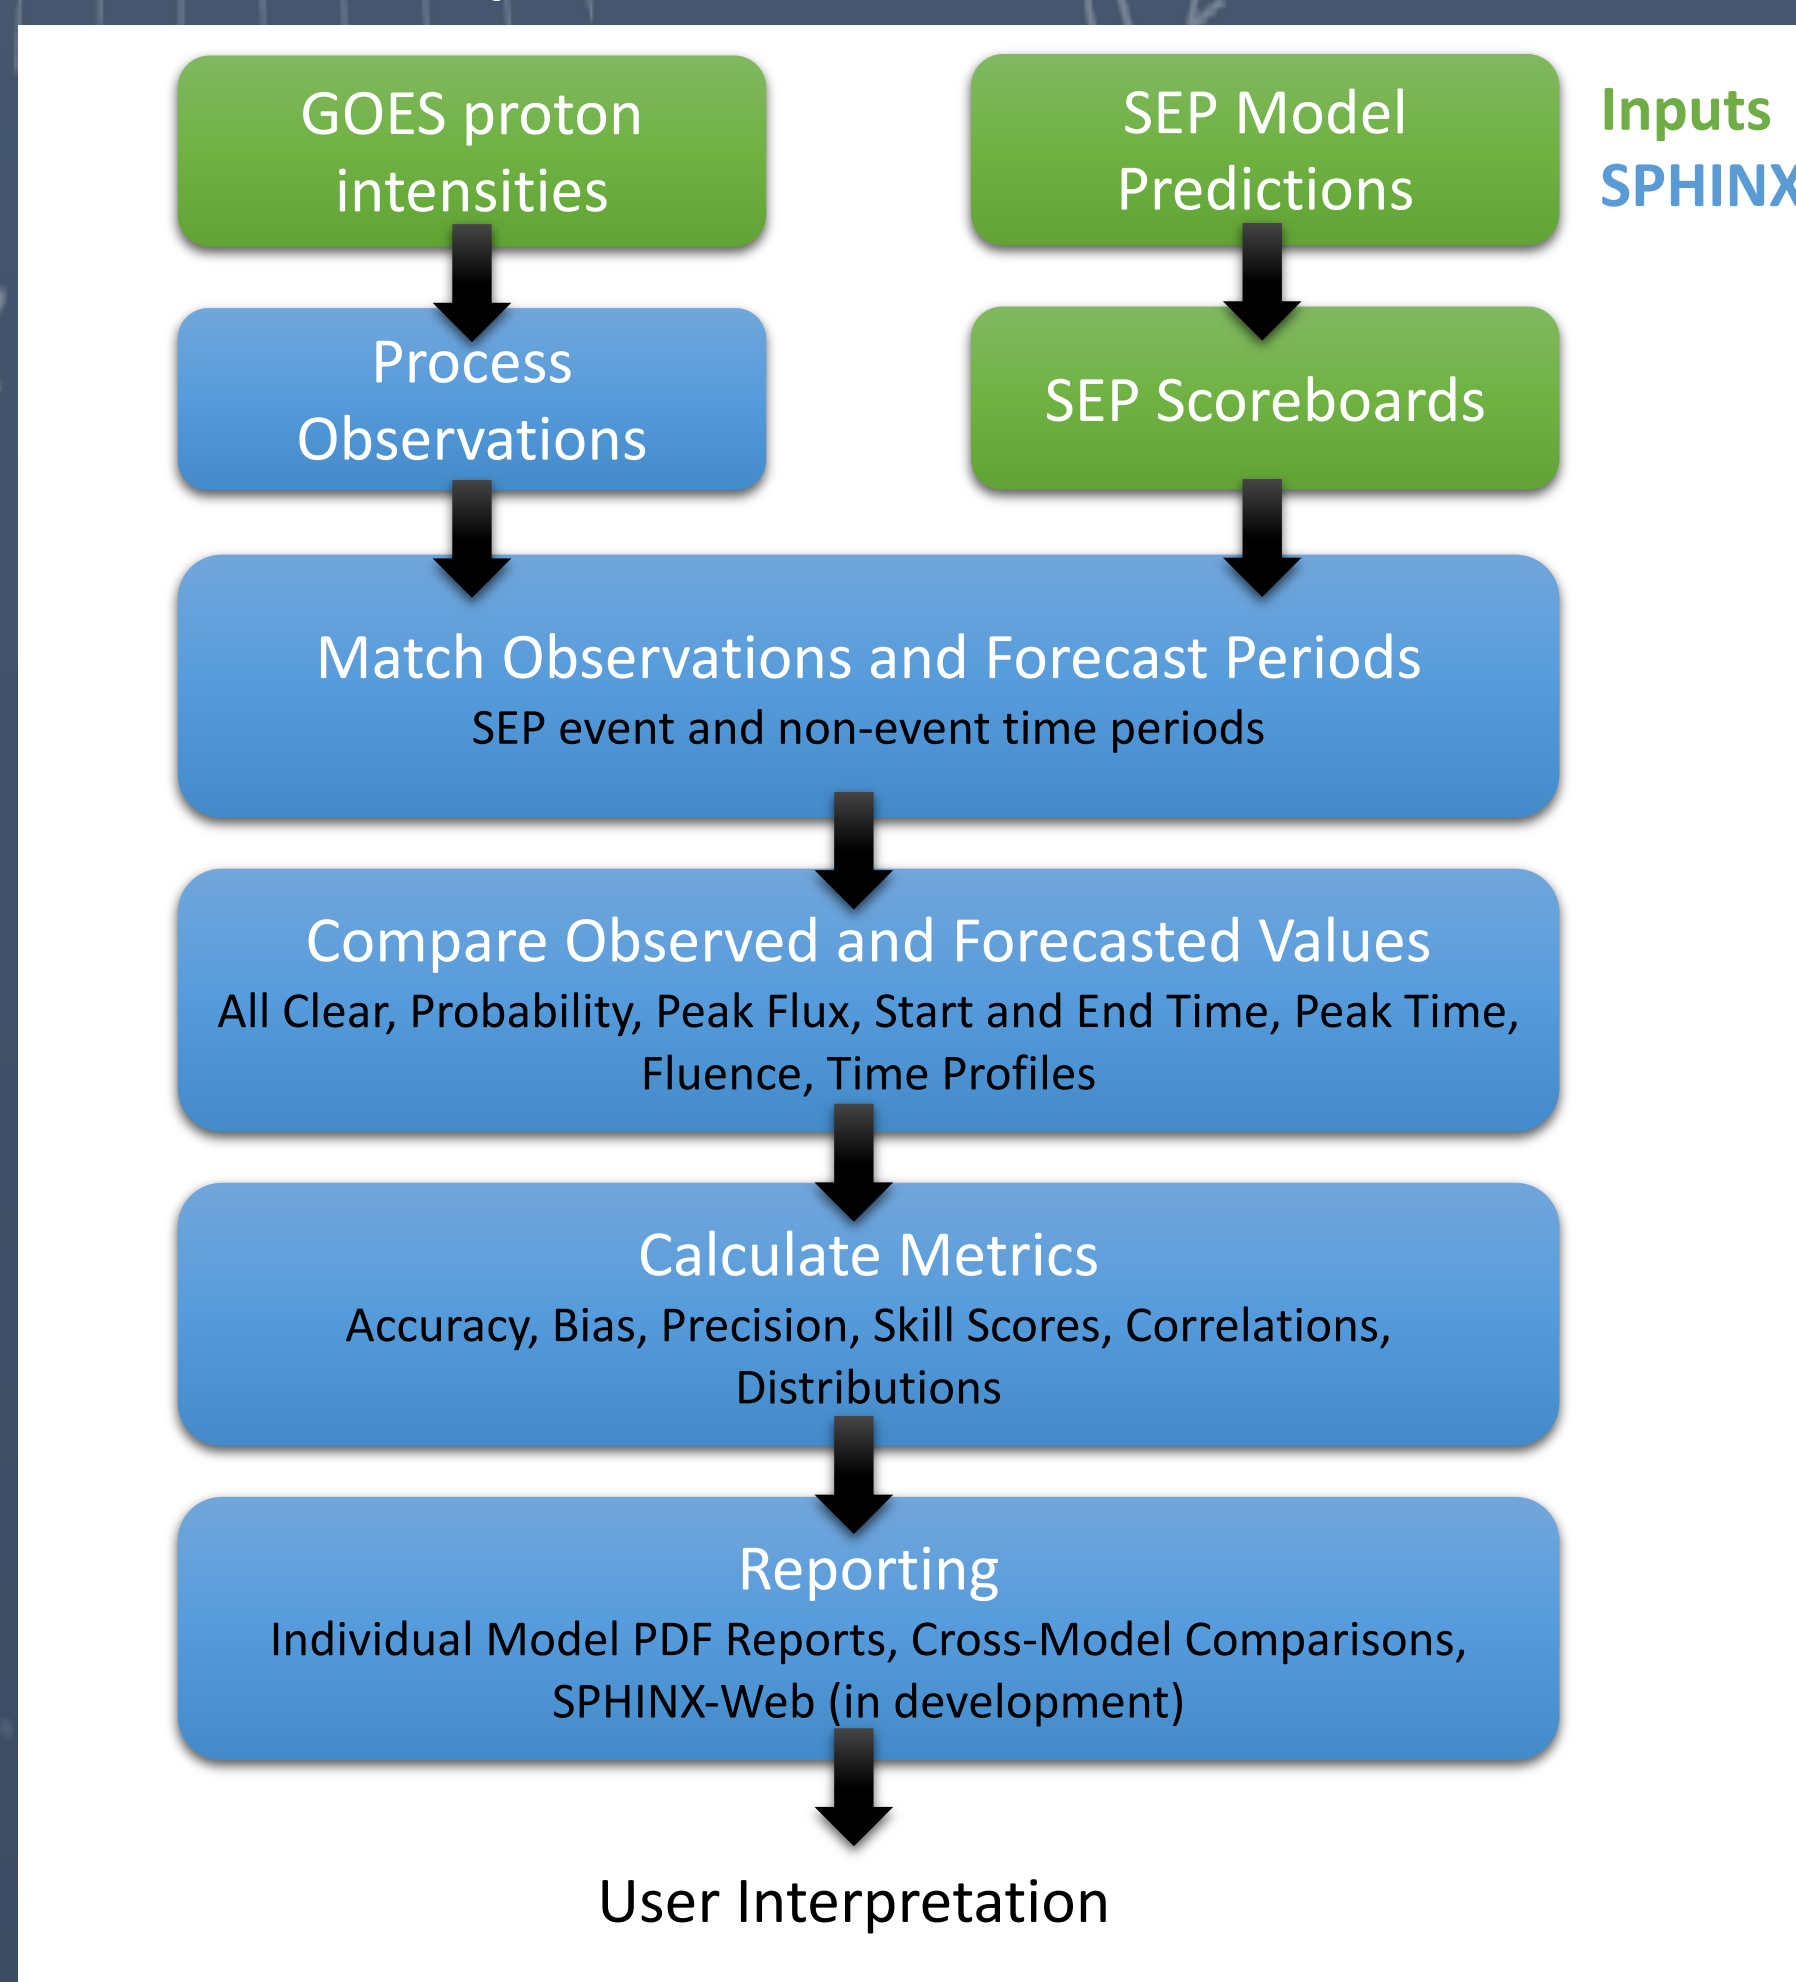 GOES proton
intensities
SEP Model
Predictions
Inputs
SPHINX
Process
Observations
SEP Scoreboards
Match Observations and Forecast Periods
SEP event and non-event time periods
Compare Observed and Forecasted Values
All Clear, Probability, Peak Flux, Start and End Time, Peak Time,
Fluence, Time Profiles
Calculate Metrics
Accuracy, Bias, Precision, Skill Scores, Correlations,
Distributions
Reporting
Individual Model PDF Reports, Cross-Model Comparisons,
SPHINX-Web (in development)
User Interpretation